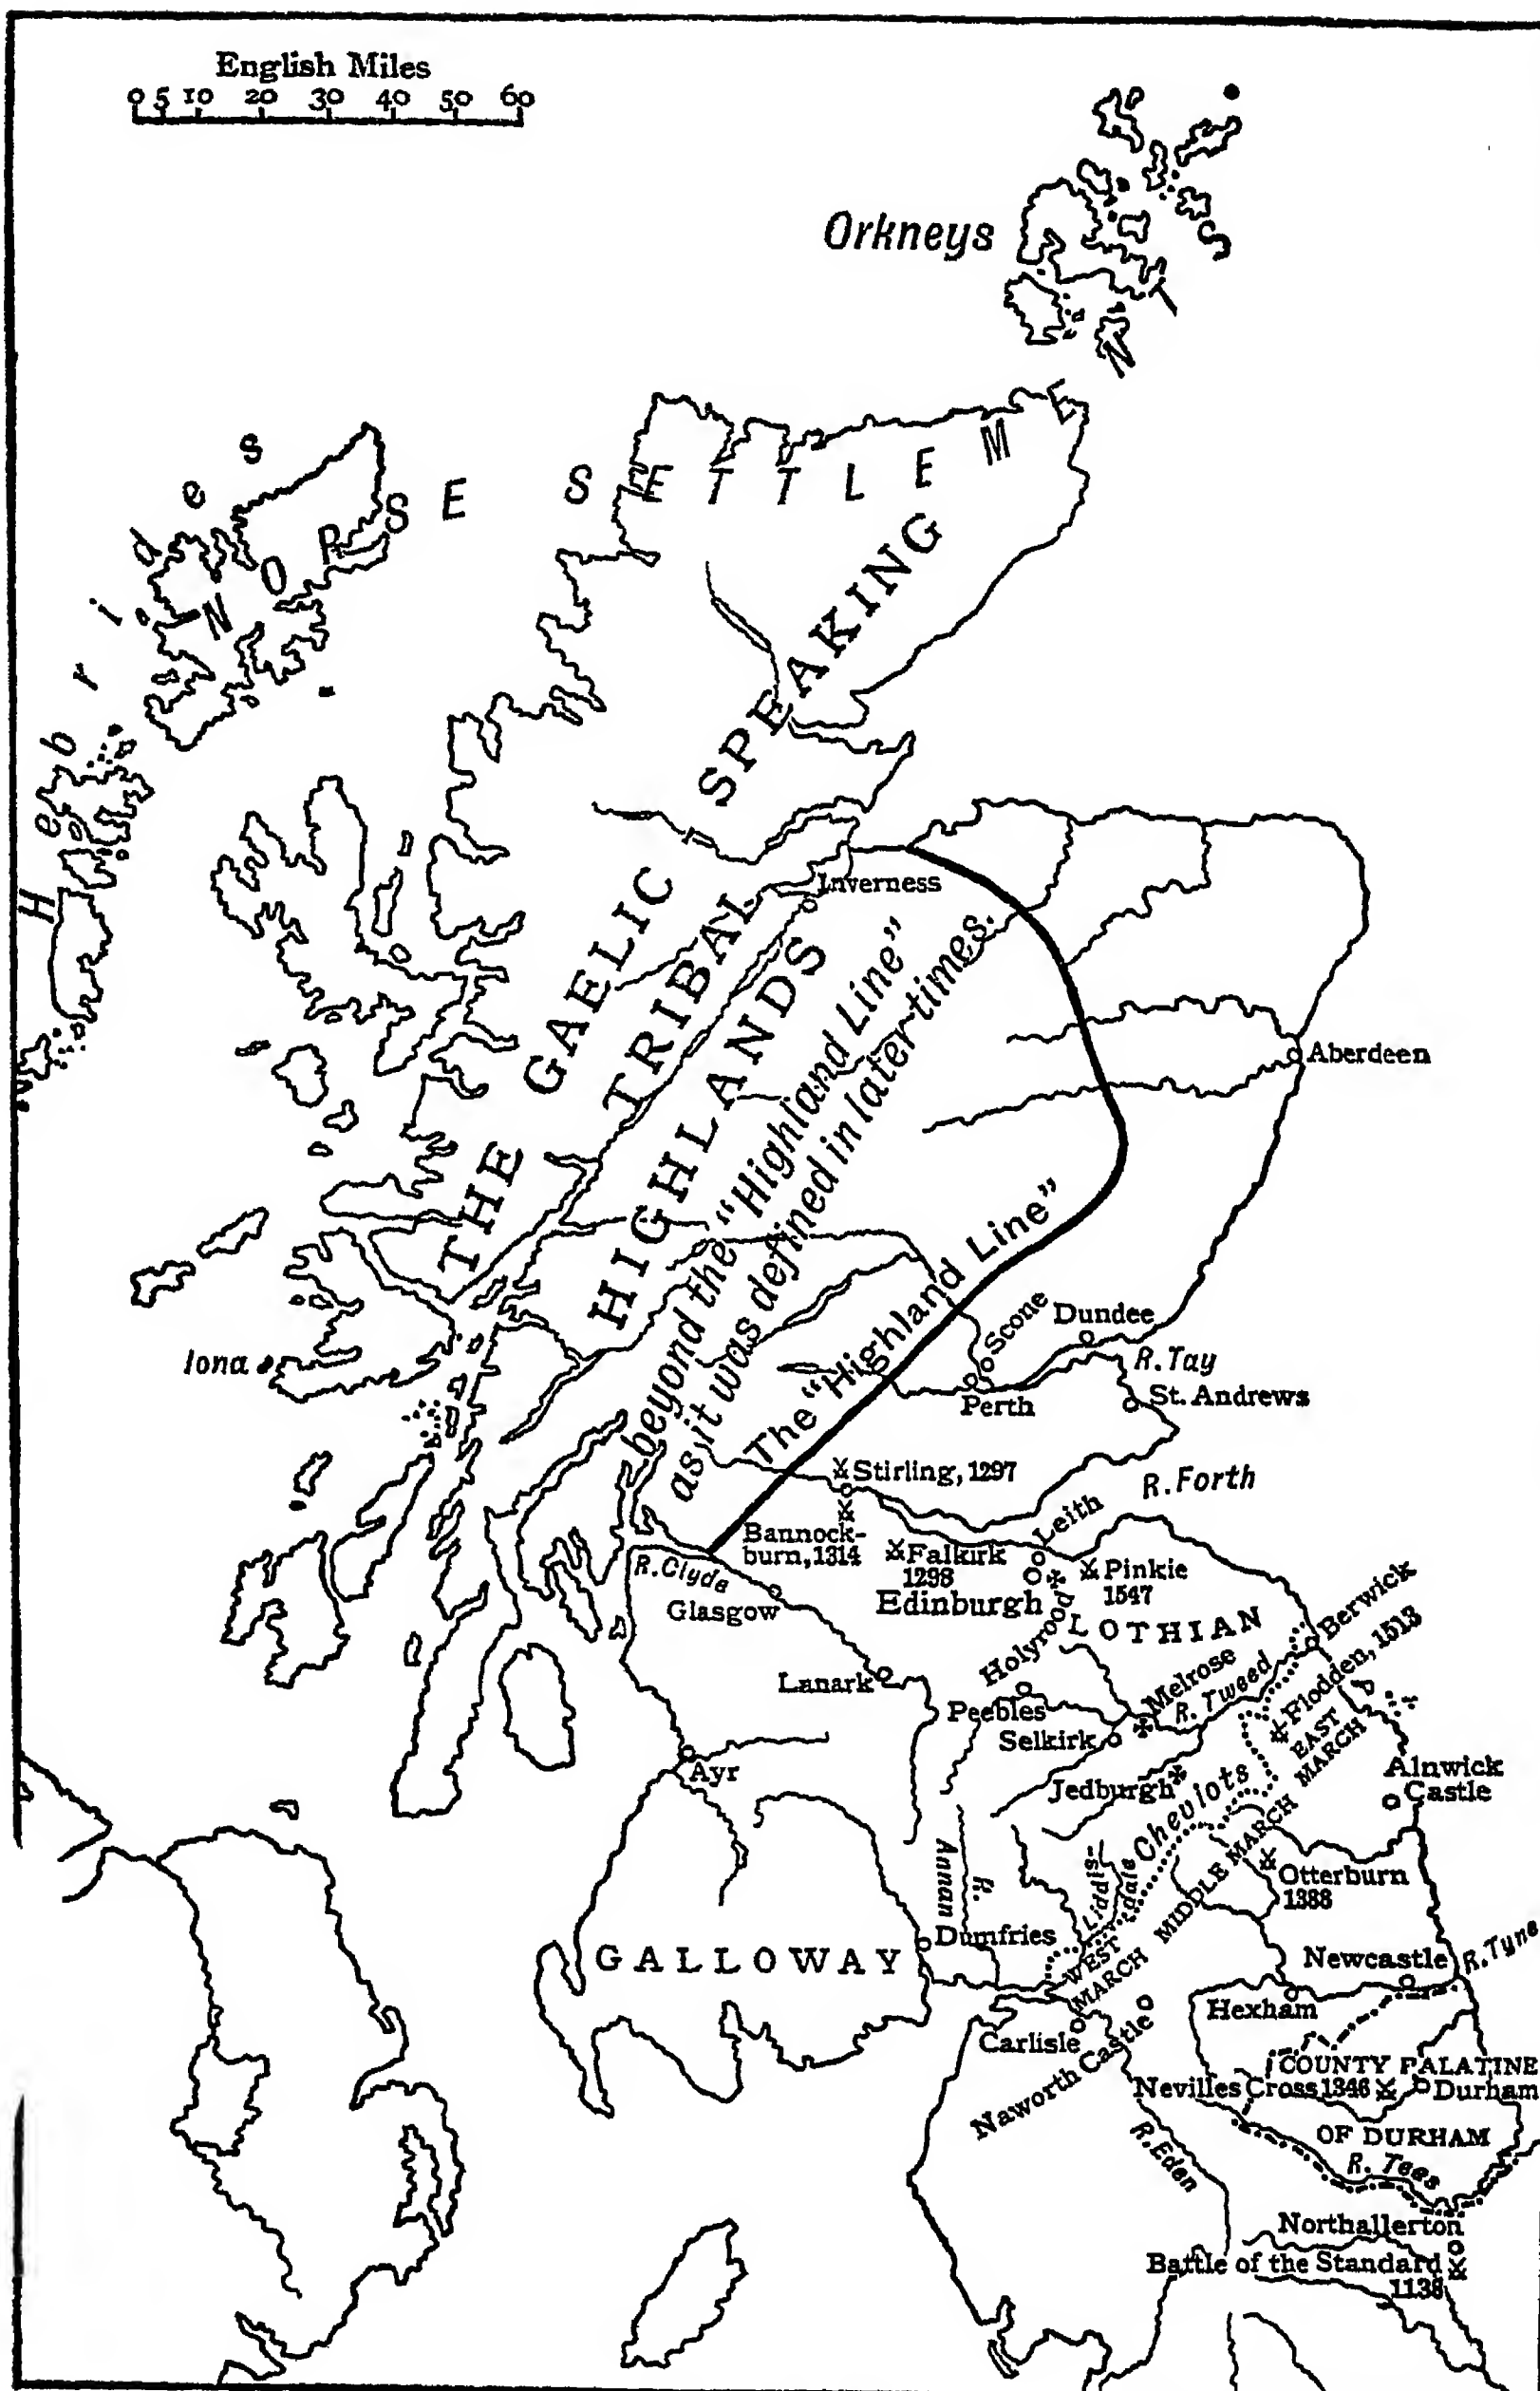 English Miles
0 5 10 20 30 40 50 60
Orkneys
Hebrides
NORSE SETTLEMENTS
THE GAELIC SPEAKING
TRIBAL
HIGHLANDS
beyond the "Highland Line"
as it was defined in later times.
The "Highland Line"
Inverness
Aberdeen
Iona
Scone
Dundee
R. Tay
Perth
St. Andrews
Stirling, 1297
R. Forth
Bannock-
burn, 1314
Falkirk
1298
Leith
Pinkie
1547
Edinburgh
Holyrood
LOTHIAN
R. Clyde
Glasgow
Lanark
Berwick
Flodden, 1513
Melrose
R. Tweed
Peebles
Selkirk
Jedburgh
Cheviots
EAST
MARCH
Alnwick
Castle
Ayr
MIDDLE MARCH
Otterburn
1388
Liddis-
dale
R.
Annan
Dumfries
GALLOWAY
WEST
MARCH
Newcastle
R. Tyne
Hexham
Carlisle
Naworth Castle
COUNTY PALATINE
Nevilles Cross 1346
Durham
OF DURHAM
R. Eden
R. Tees
Northallerton
Battle of the Standard
1138